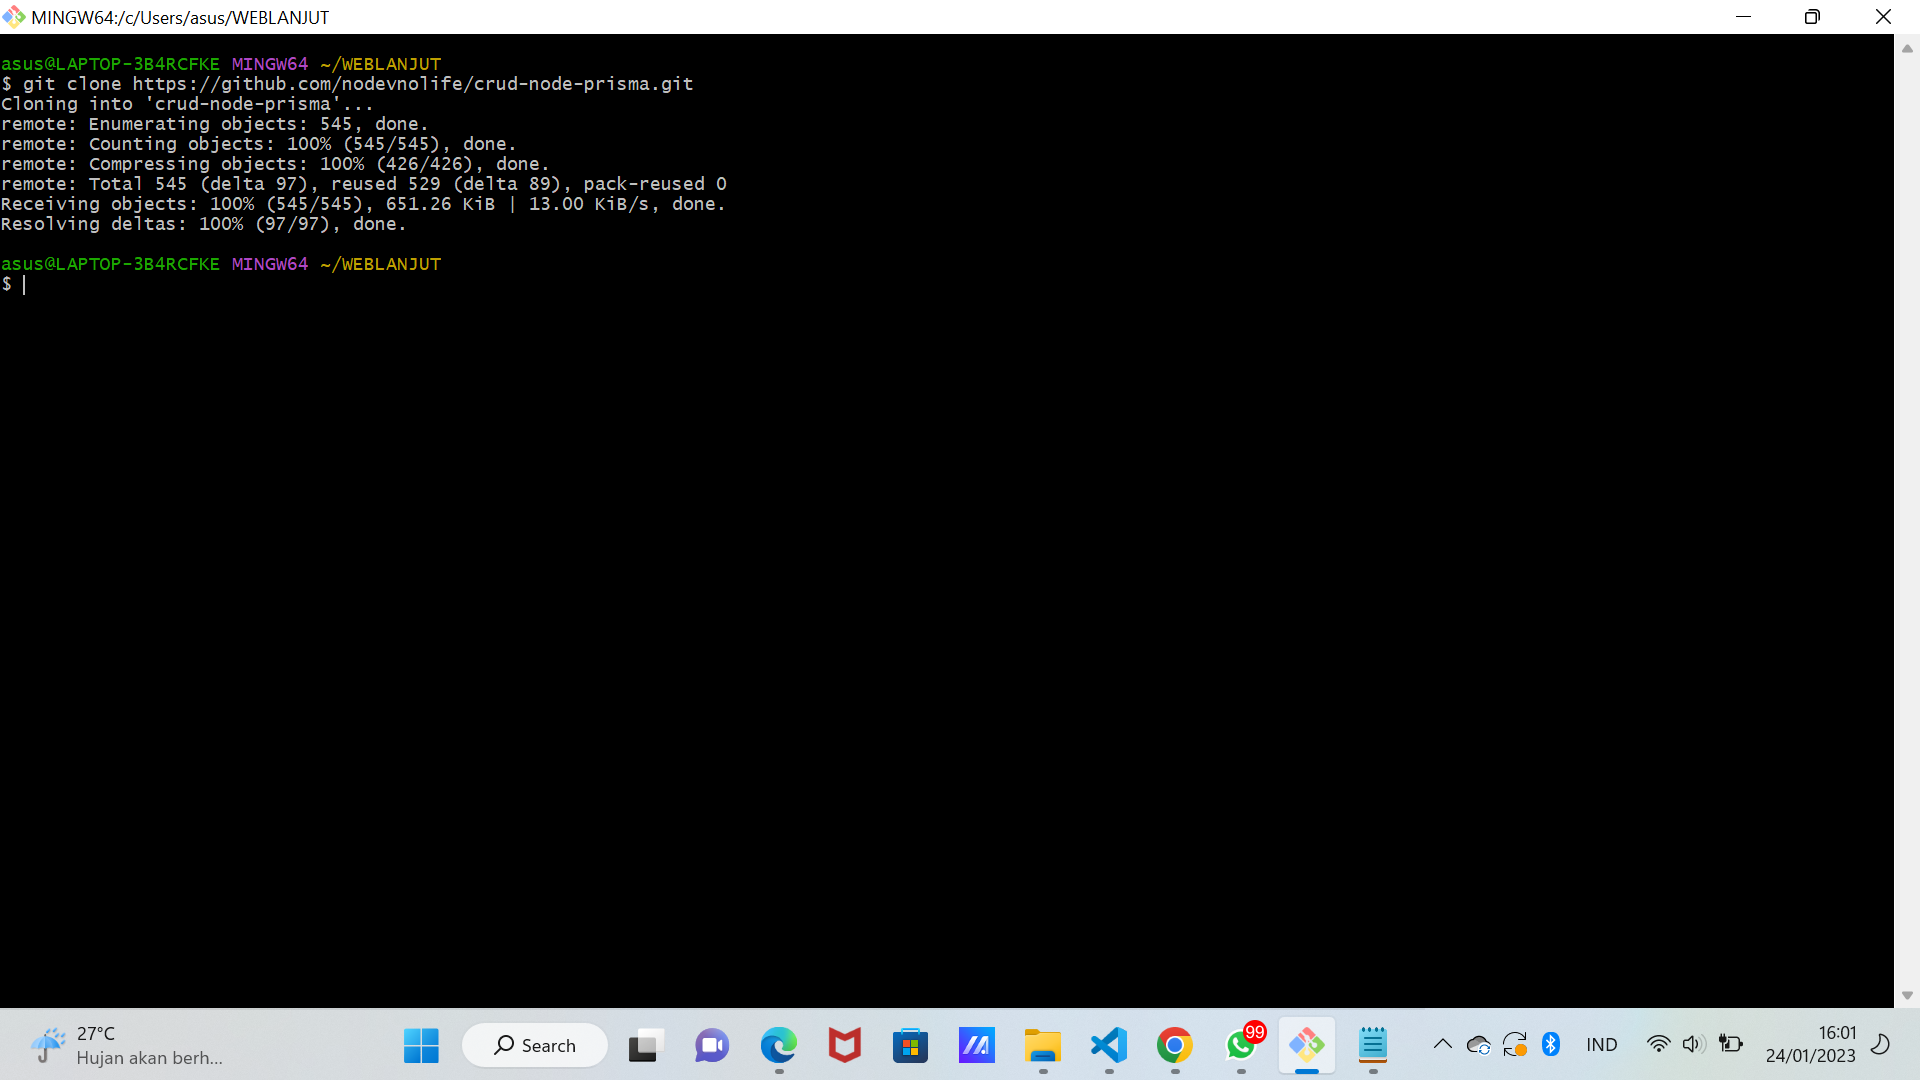 MINGW64:/c/Users/asus/WEBLANJUT
asus@LAPTOP-3B4RCFKE MINGW64 ~/WEBLANJUT
$ git clone https://github.com/nodevnolife/crud-node-prisma.git
Cloning into 'crud-node-prisma'...
remote: Enumerating objects: 545, done.
remote: Counting objects: 100% (545/545), done.
remote: Compressing objects: 100% (426/426), done.
remote: Total 545 (delta 97), reused 529 (delta 89), pack-reused 0
Receiving objects: 100% (545/545), 651.26 KiB | 13.00 KiB/s, done.
Resolving deltas: 100% (97/97), done.
asus@LAPTOP-3B4RCFKE MINGW64 ~/WEBLANJUT
$
27°C
Hujan akan berh...
Search
99
IND
16:01
24/01/2023